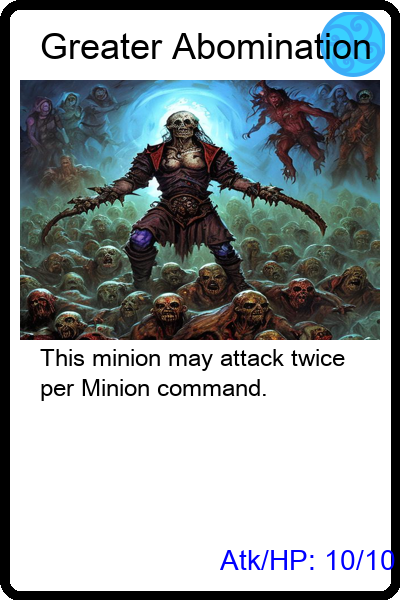 Greater Abomination
This minion may attack twice
per Minion command.
Atk/HP: 10/10